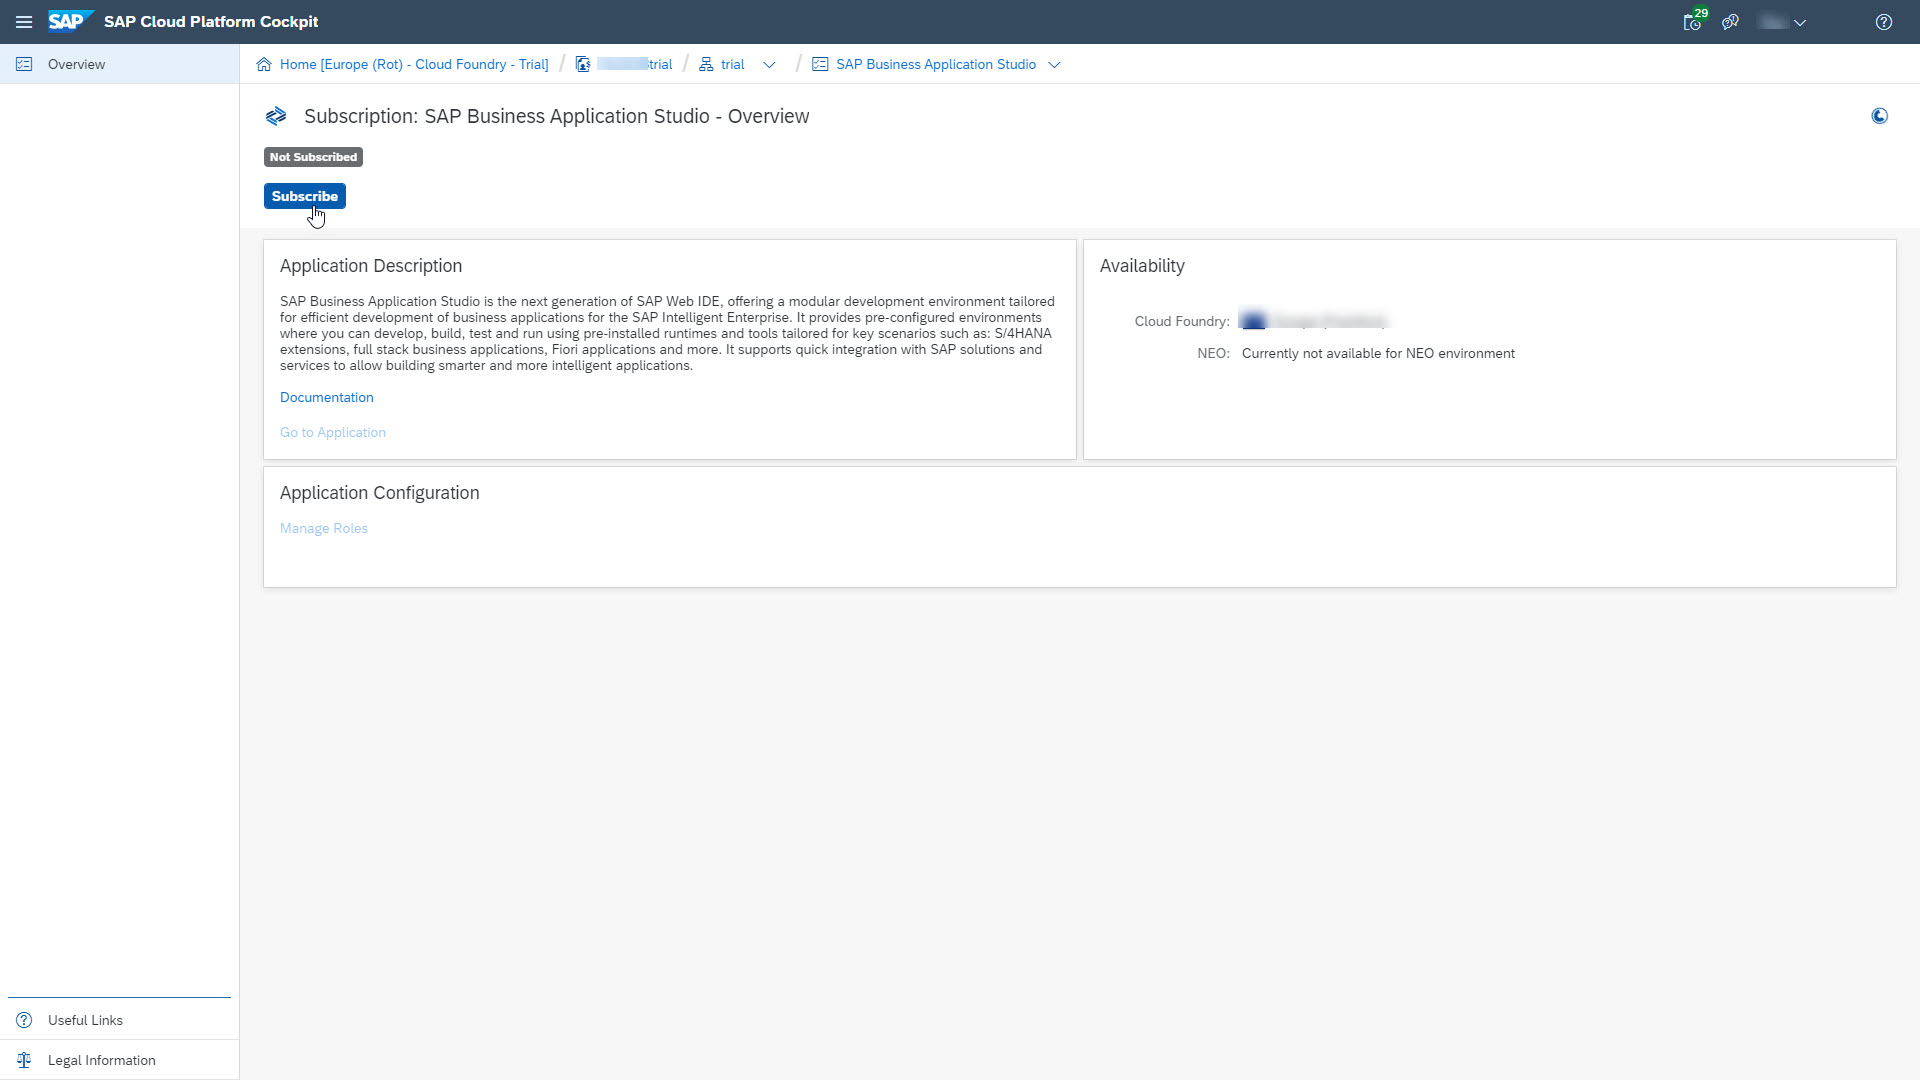 SAP SAP Cloud Platform Cockpit 29
Overview
Home [Europe (Rot) - Cloud Foundry - Trial] / trial / trial / SAP Business Application Studio
Subscription: SAP Business Application Studio - Overview
Not Subscribed
Subscribe
Application Description
SAP Business Application Studio is the next generation of SAP Web IDE, offering a modular development environment tailored
for efficient development of business applications for the SAP Intelligent Enterprise. It provides pre-configured environments
where you can develop, build, test and run using pre-installed runtimes and tools tailored for key scenarios such as: S/4HANA
extensions, full stack business applications, Fiori applications and more. It supports quick integration with SAP solutions and
services to allow building smarter and more intelligent applications.
Documentation
Go to Application
Availability
Cloud Foundry:
NEO: Currently not available for NEO environment
Application Configuration
Manage Roles
Useful Links
Legal Information